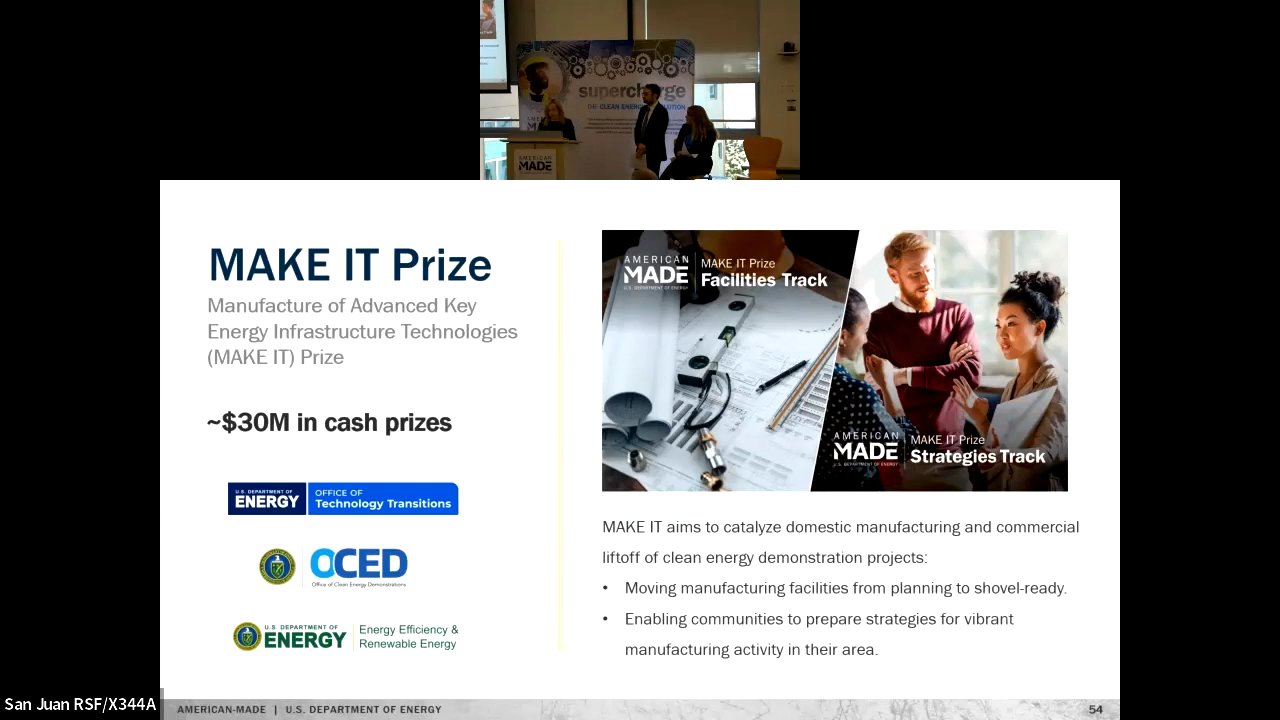 supercharge
THE CLEAN ENERGY
AMERICAN
MADE
MAKE IT Prize
Manufacture of Advanced Key
Energy Infrastructure Technologies
(MAKE IT) Prize
~$30M in cash prizes
U.S. DEPARTMENT OF
ENERGY
OFFICE OF
Technology Transitions
OCED
Office of Clean Energy Demonstrations
U.S. DEPARTMENT OF
ENERGY
Energy Efficiency &
Renewable Energy
AMERICAN
MADE
U.S. DEPARTMENT OF ENERGY
MAKE IT Prize
Facilities Track
AMERICAN
MADE
U.S. DEPARTMENT OF ENERGY
MAKE IT Prize
Strategies Track
MAKE IT aims to catalyze domestic manufacturing and commercial
liftoff of clean energy demonstration projects:
• Moving manufacturing facilities from planning to shovel-ready.
• Enabling communities to prepare strategies for vibrant
manufacturing activity in their area.
San Juan RSF/X344A
AMERICAN-MADE | U.S. DEPARTMENT OF ENERGY
54